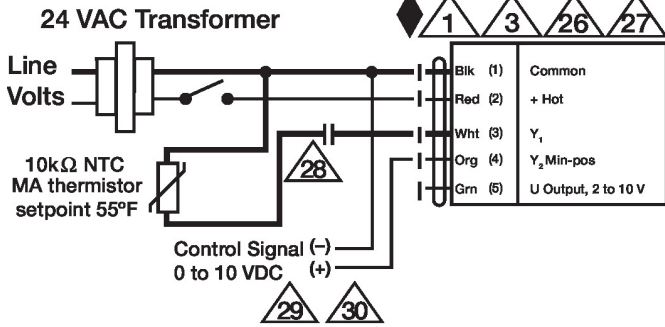 24 VAC Transformer
1 3 26 27
Line
Volts
Blk (1) Common
Red (2) + Hot
Wht (3) Y1
Org (4) Y2 Min-pos
Grn (5) U Output, 2 to 10 V
28
10kΩ NTC
MA thermistor
setpoint 55ºF
Control Signal (–)
0 to 10 VDC (+)
29 30